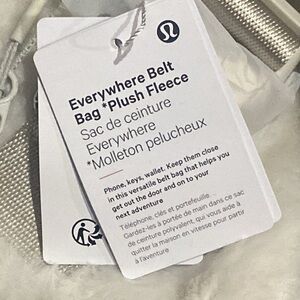 Everywhere Belt
Bag *Plush Fleece
Sac de ceinture
Everywhere
*Molleton pelucheux
Phone, keys, wallet. Keep them close
in this versatile belt bag that helps you
get out the door and on to your
next adventure
Téléphone, clés et portefeuille.
Gardez-les à portée de main dans ce sac
de ceinture polyvalent, qui vous aide à
quitter la maison en vitesse pour partir
à l'aventure